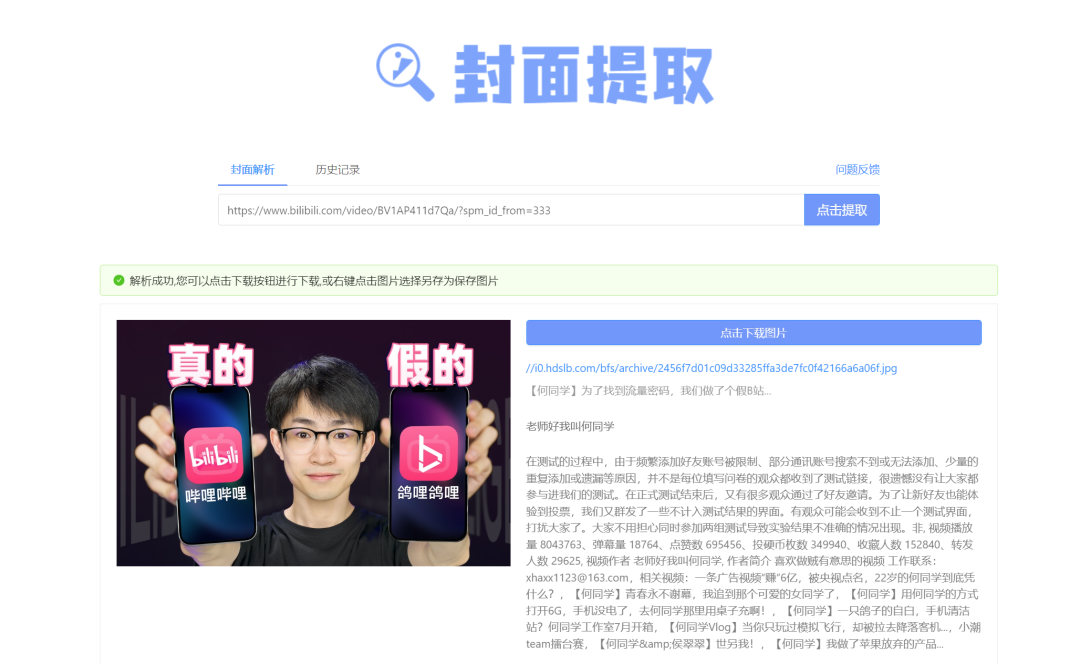 封面提取
封面解析
历史记录
问题反馈
https://www.bilibili.com/video/BV1AP411d7Qa/?spm_id_from=333
点击提取
解析成功,您可以点击下载按钮进行下载,或右键点击图片选择另存为保存图片
真的
假的
bilibili
哔哩哔哩
鸽哩鸽哩
点击下载图片
//i0.hdslb.com/bfs/archive/2456f7d01c09d33285ffa3de7fc0f42166a6a06f.jpg
【何同学】为了找到流量密码，我们做了个假B站...
老师好我叫何同学
在测试的过程中，由于频繁添加好友账号被限制、部分通讯账号搜索不到或无法添加、少量的
重复添加或遗漏等原因，并不是每位填写问卷的观众都收到了测试链接，很遗憾没有让大家都
参与进我们的测试。在正式测试结束后，又有很多观众通过了好友邀请。为了让新好友也能体
验到投票，我们又群发了一些不计入测试结果的界面。有观众可能会收到不止一个测试界面，
打扰大家了。大家不用担心同时参加两组测试导致实验结果不准确的情况出现。非, 视频播放
量 8043763、弹幕量 18764、点赞数 695456、投硬币枚数 349940、收藏人数 152840、转发
人数 29625, 视频作者 老师好我叫何同学, 作者简介 喜欢做贼有意思的视频 工作联系：
xhaxx1123@163.com，相关视频：一条广告视频“赚”6亿，被央视点名，22岁的何同学到底凭
什么？，【何同学】青春永不谢幕，我追到那个可爱的女同学了，【何同学】用何同学的方式
打开6G，手机没电了，去何同学那里用桌子充啊！，【何同学】一只鸽子的自白，手机清洁
站？何同学工作室7月开箱，【何同学Vlog】当你只玩过模拟飞行，却被拉去降落客机...，小潮
team擂台赛，【何同学&amp;侯翠翠】世另我！，【何同学】我做了苹果放弃的产品...